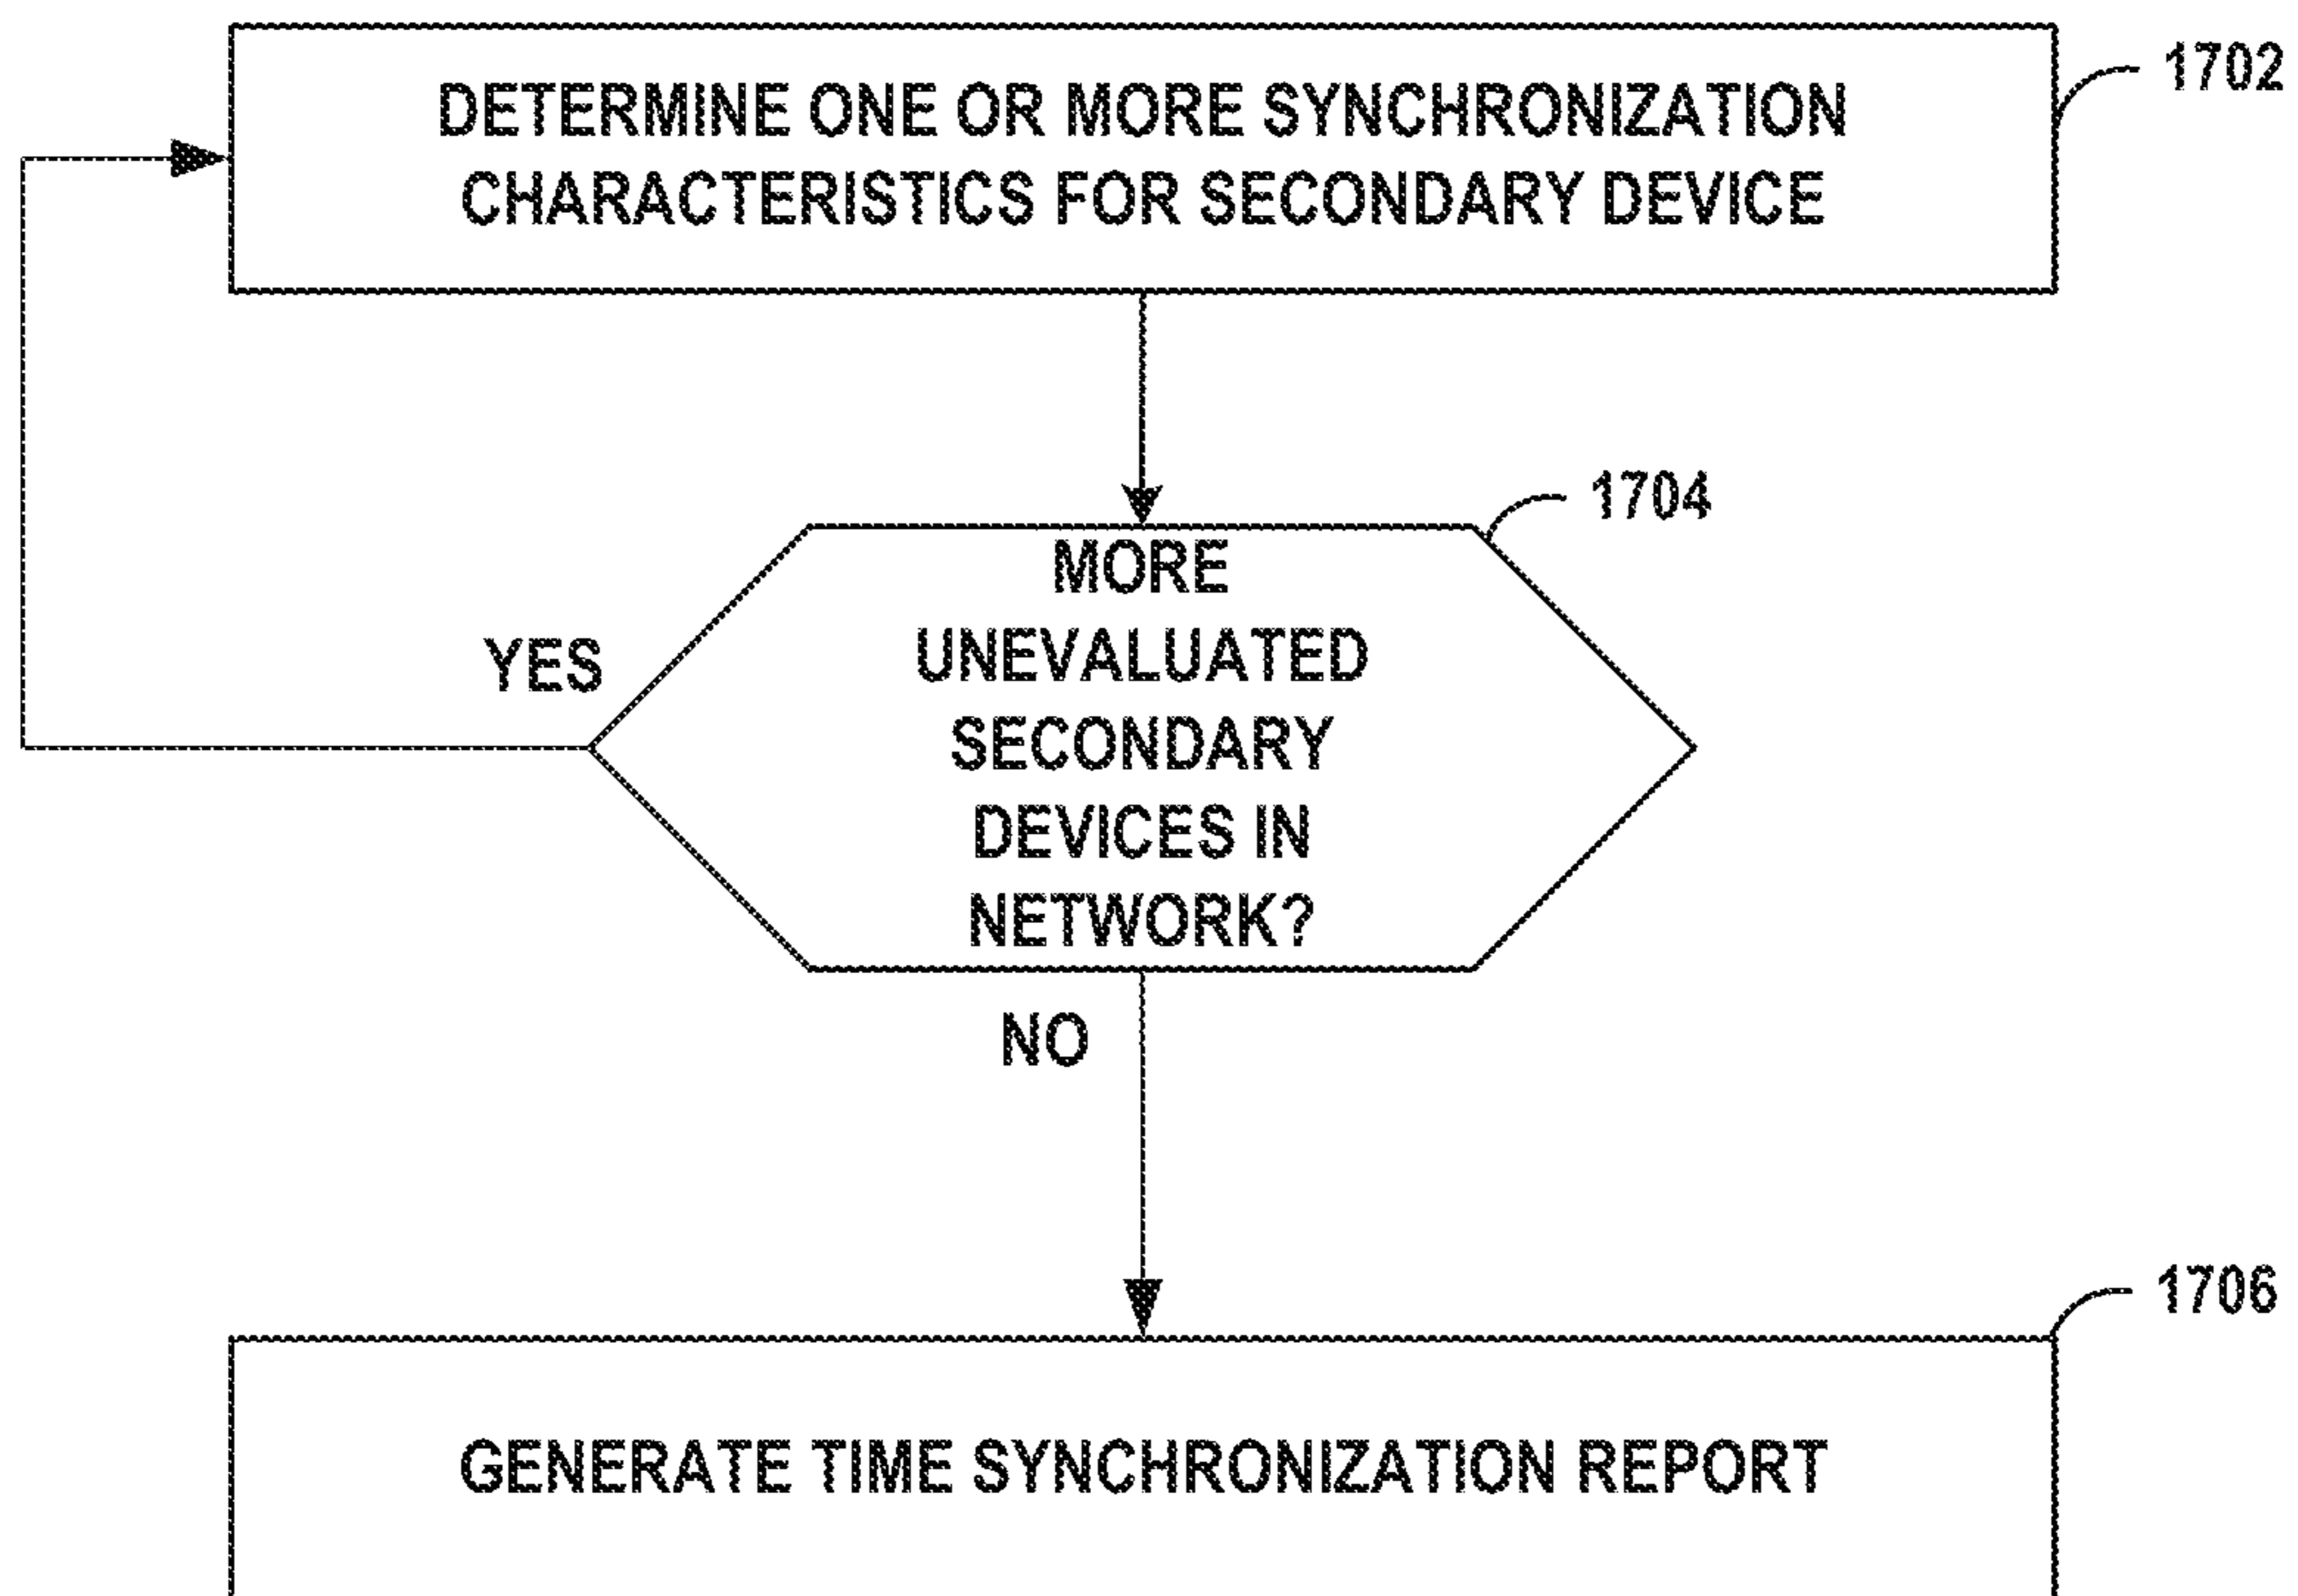 DETERMINE ONE OR MORE SYNCHRONIZATION
CHARACTERISTICS FOR SECONDARY DEVICE
1702
1704
MORE
UNEVALUATED
SECONDARY
DEVICES IN
NETWORK?
YES
NO
1706
GENERATE TIME SYNCHRONIZATION REPORT